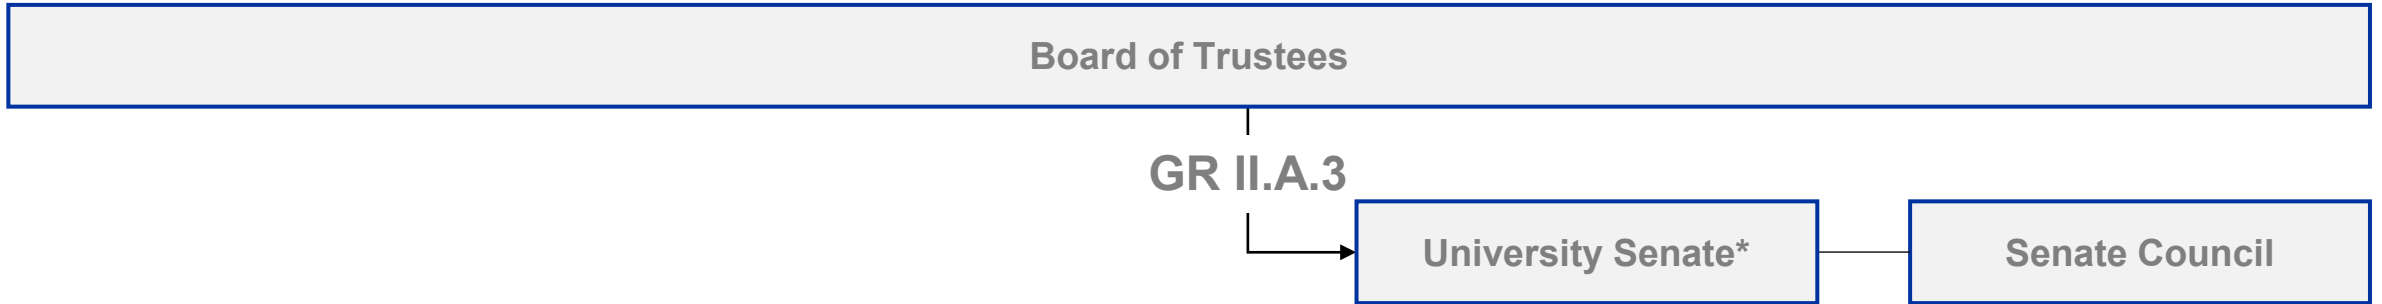 Board of Trustees
GR II.A.3
University Senate*
Senate Council